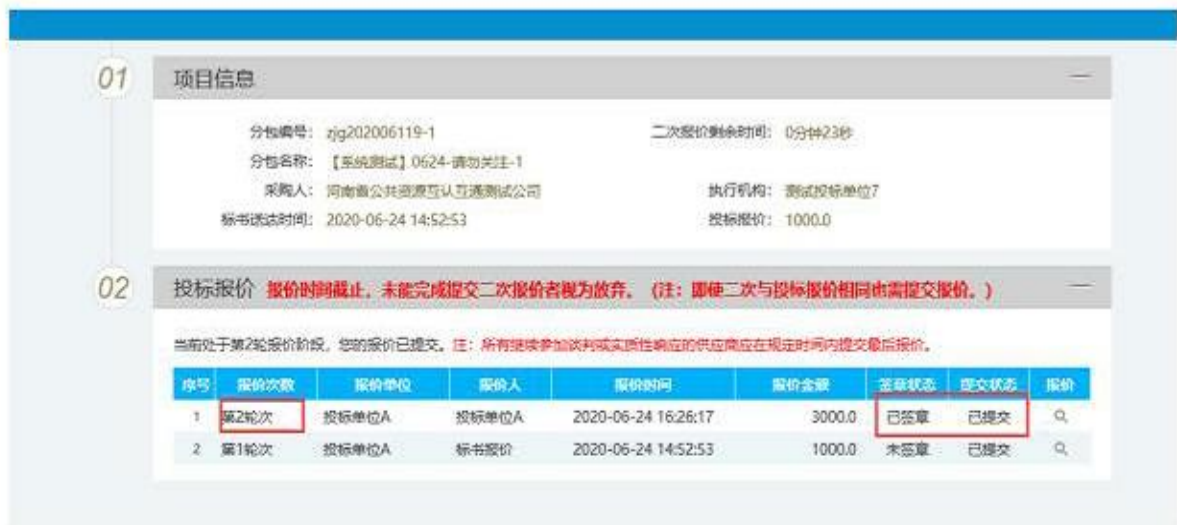 01 项目信息
分包编号： zjg202006119-1 二次报价剩余时间： 0分钟23秒
分包名称： 【系统测试】0624-请勿关注-1
采购人： 河南省公共资源互认互通测试公司 执行机构： 测试投标单位7
标书送达时间： 2020-06-24 14:52:53 投标报价： 1000.0
02 投标报价 报价时间截止，未能完成提交二次报价者视为放弃。（注：即使二次与投标报价相同也需提交报价。）
当前处于第2轮报价阶段，您的报价已提交。注：所有继续参加谈判或实质性响应的供应商应在规定时间内提交最后报价。
序号 报价次数 报价单位 报价人 报价时间 报价金额 签章状态 提交状态 报价
1 第2轮次 投标单位A 投标单位A 2020-06-24 16:26:17 3000.0 已签章 已提交
2 第1轮次 投标单位A 标书报价 2020-06-24 14:52:53 1000.0 未签章 已提交